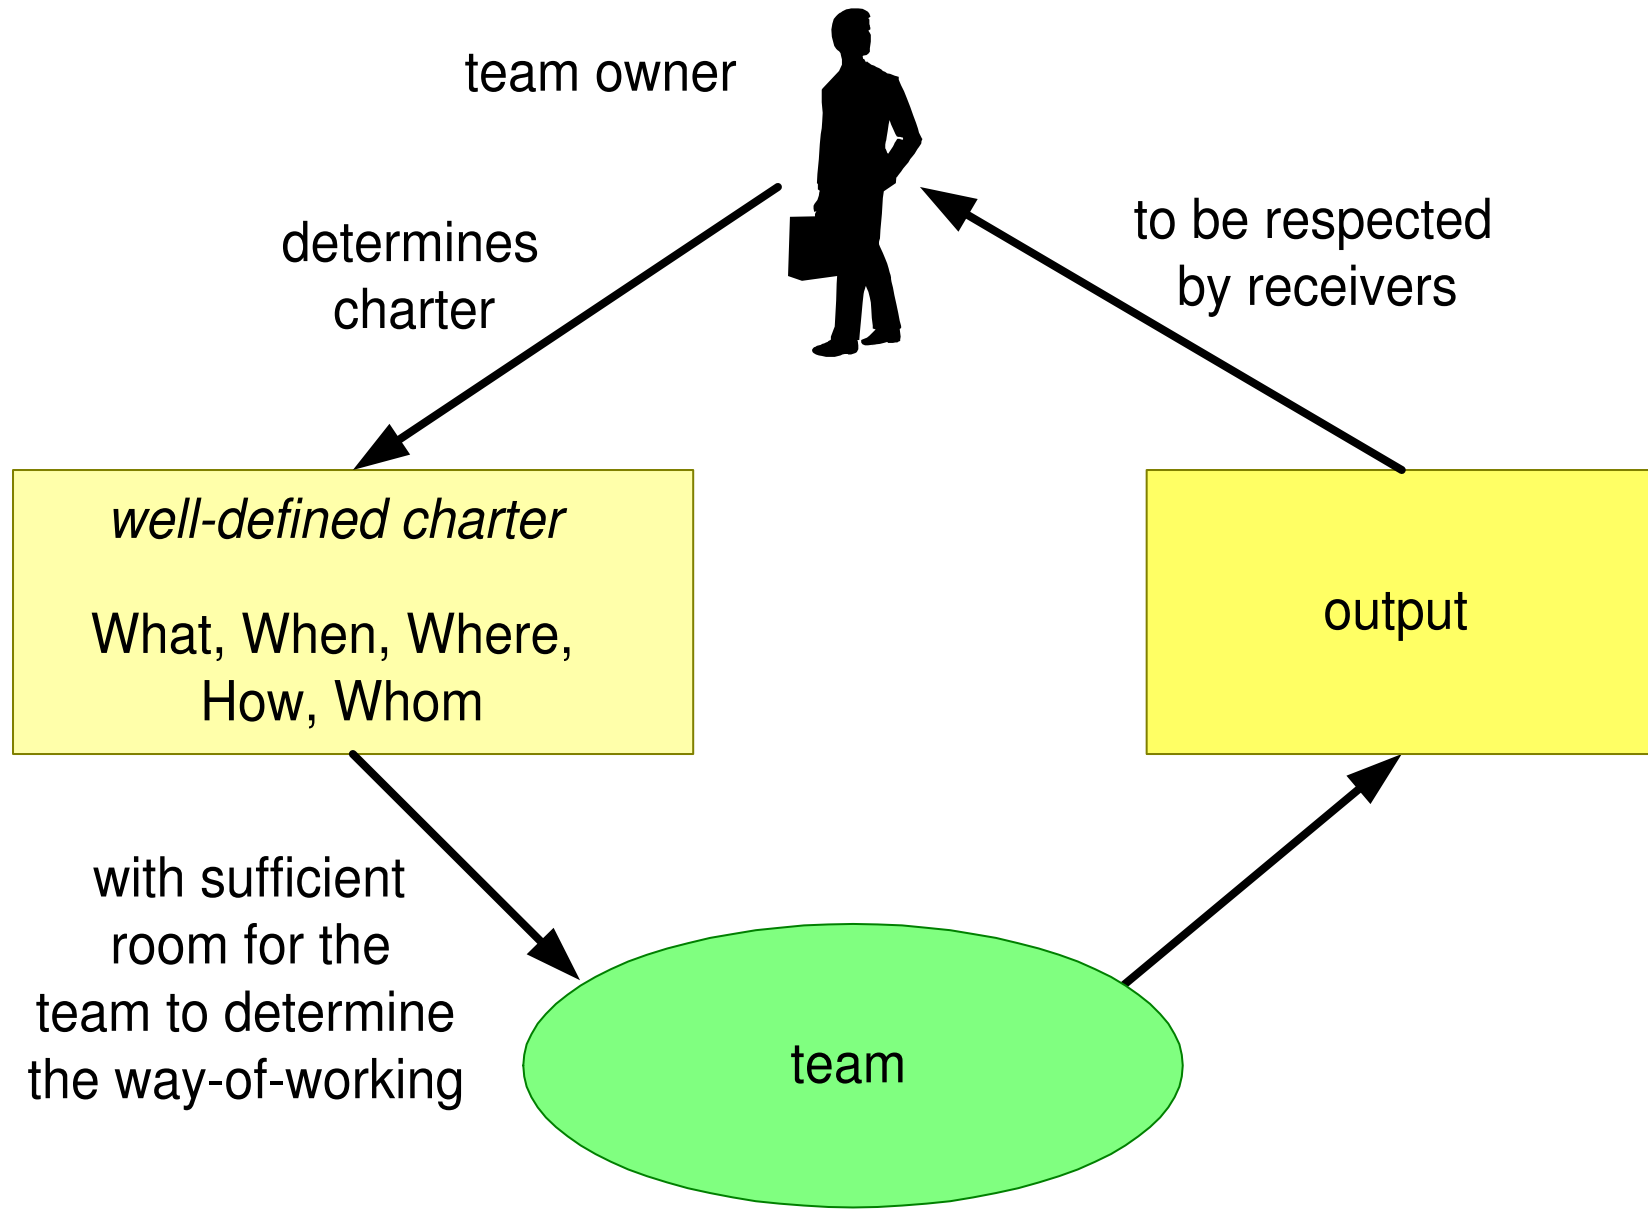 team owner
determines
charter
to be respected
by receivers
well-defined charter
What, When, Where,
How, Whom
output
with sufficient
room for the
team to determine
the way-of-working
team